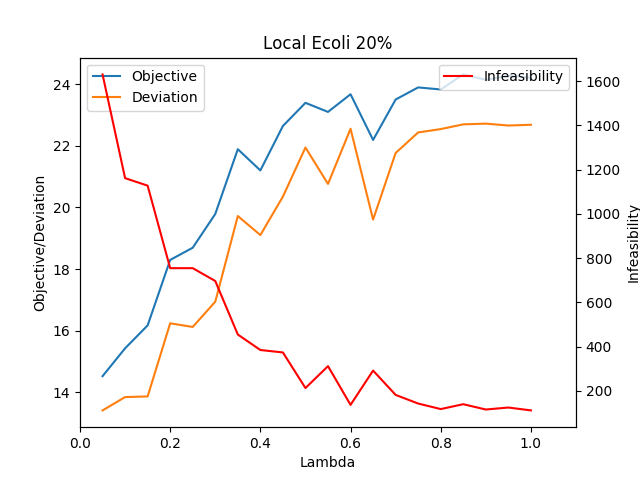 Local Ecoli 20%
Objective
Deviation
Infeasibility
Objective/Deviation
24
22
20
18
16
14
1600
1400
1200
1000
800
600
400
200
Infeasibility
0.0 0.2 0.4 0.6 0.8 1.0
Lambda